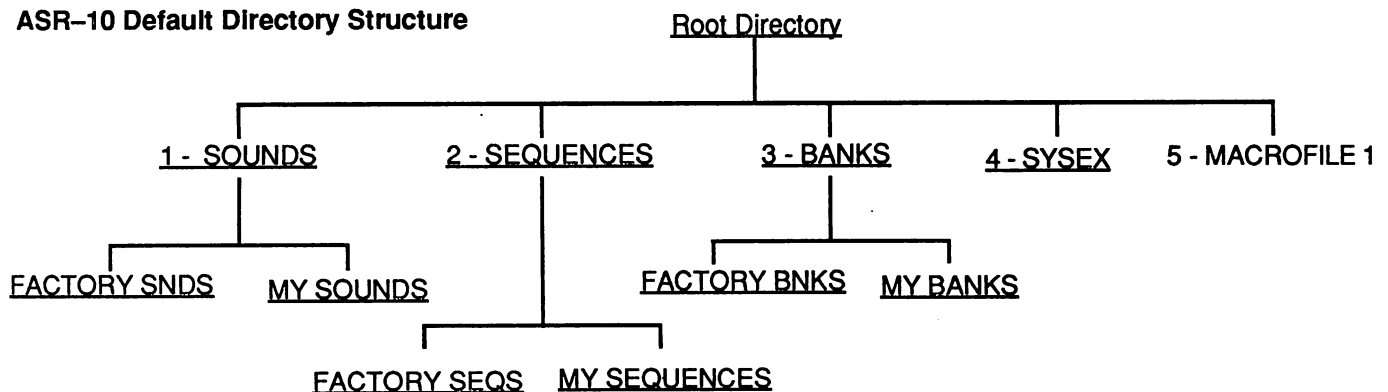 ASR–10 Default Directory Structure
Root Directory
1 - SOUNDS
2 - SEQUENCES
3 - BANKS
4 - SYSEX
5 - MACROFILE 1
FACTORY SNDS
MY SOUNDS
FACTORY BNKS
MY BANKS
FACTORY SEQS
MY SEQUENCES